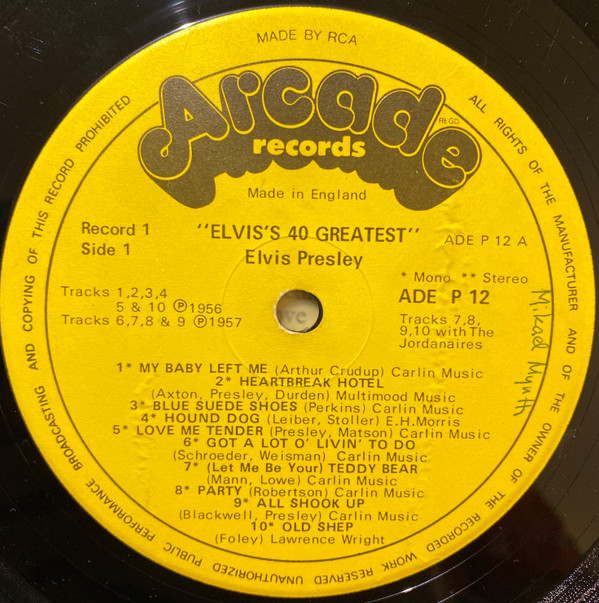 MADE BY RCA
Arcade
REGD
records
Made in England
Record 1
Side 1
"ELVIS'S 40 GREATEST"
Elvis Presley
ADE P 12 A
* Mono ** Stereo
ADE P 12
Tracks 1,2,3,4
5 & 10 Ⓟ1956
Tracks 6,7,8 & 9 Ⓟ1957
Tracks 7,8,
9,10 with The
Jordanaires
1* MY BABY LEFT ME (Arthur Crudup) Carlin Music
2* HEARTBREAK HOTEL
(Axton, Presley, Durden) Multimood Music
3* BLUE SUEDE SHOES (Perkins) Carlin Music
4* HOUND DOG (Leiber, Stoller) E.H.Morris
5* LOVE ME TENDER (Presley, Matson) Carlin Music
6* GOT A LOT O' LIVIN' TO DO
(Schroeder, Weisman) Carlin Music
7* (Let Me Be Your) TEDDY BEAR
(Mann, Lowe) Carlin Music
8* PARTY (Robertson) Carlin Music
9* ALL SHOOK UP
(Blackwell, Presley) Carlin Music
10* OLD SHEP
(Foley) Lawrence Wright
ALL RIGHTS OF THE MANUFACTURER AND OF THE OWNER OF THE RECORDED WORK RESERVED UNAUTHORIZED PUBLIC PERFORMANCE BROADCASTING AND COPYING OF THIS RECORD PROHIBITED